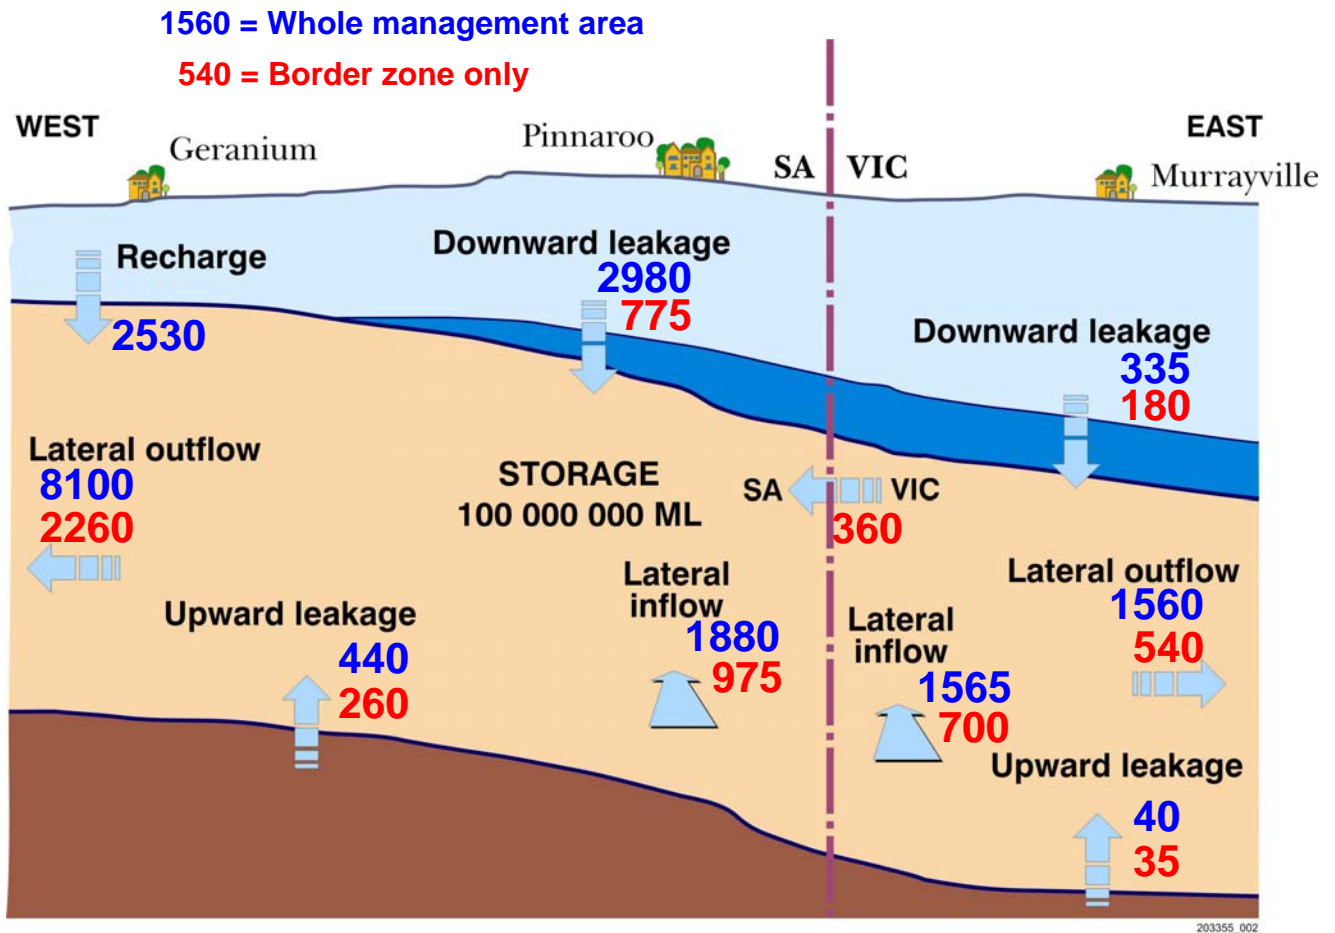 1560 = Whole management area
540 = Border zone only
WEST
Geranium
Pinnaroo
SA
VIC
EAST
Murrayville
Recharge
2530
Downward leakage
2980
775
Downward leakage
335
180
Lateral outflow
8100
2260
STORAGE
100 000 000 ML
SA
VIC
360
Upward leakage
440
260
Lateral
inflow
1880
975
Lateral
inflow
1565
700
Lateral outflow
1560
540
Upward leakage
40
35
203355_002